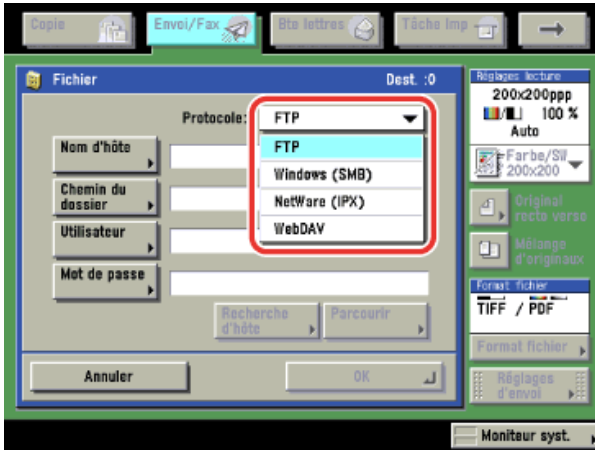 Copie
Envoi/Fax
Bte lettres
Tâche Imp
Fichier
Dest. :0
Protocole:
FTP
FTP
Windows (SMB)
NetWare (IPX)
WebDAV
Nom d'hôte
Chemin du
dossier
Utilisateur
Mot de passe
Recherche
d'hôte
Parcourir
Annuler
OK
Réglages lecture
200x200ppp
100 %
Auto
Farbe/SW
200x200
Original
recto verso
Mélange
d'originaux
Format fichier
TIFF / PDF
Format fichier
Réglages
d'envoi
Moniteur syst.